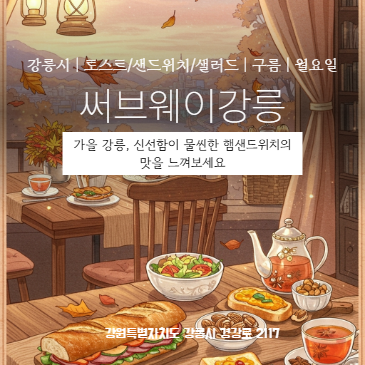 강릉시 | 토스트/샌드위치/샐러드 | 구름 | 월요일
써브웨이강릉
가을 강릉, 신선함이 물씬한 햄샌드위치의
맛을 느껴보세요
강원특별자치도 강릉시 경강로 2117